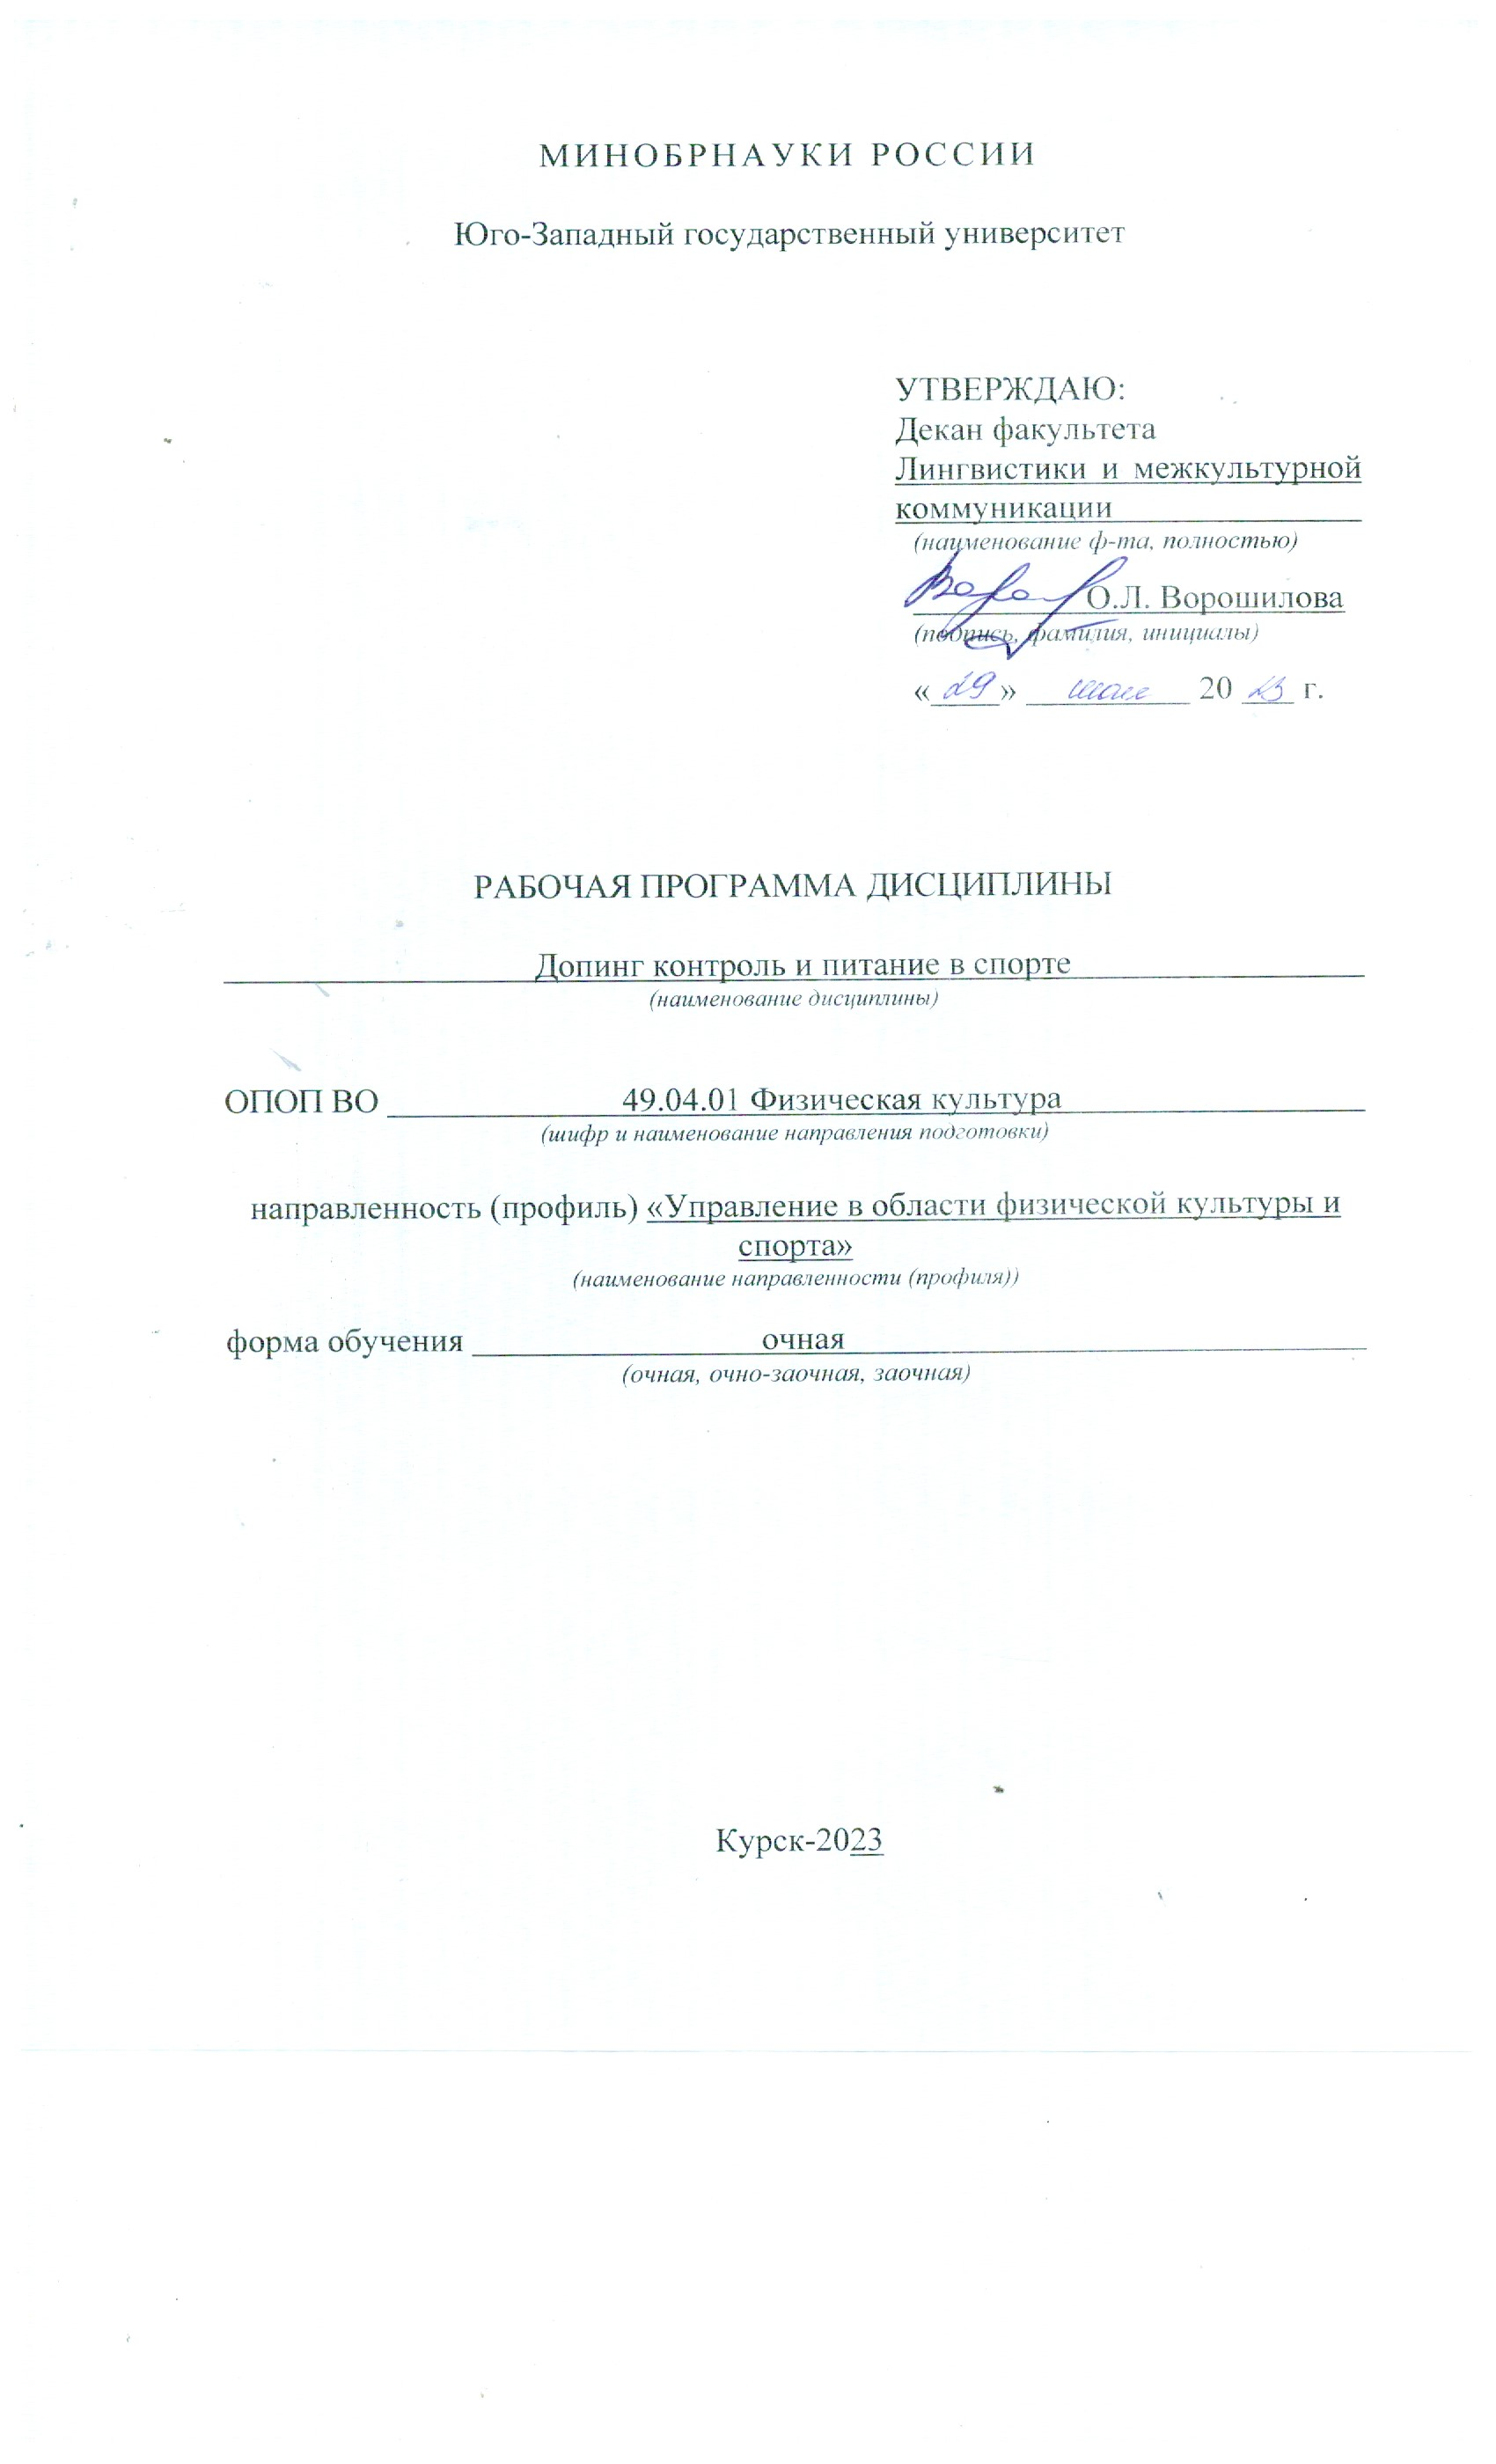 МИНОБРНАУКИ РОССИИ
Юго-Западный государственный университет
УТВЕРЖДАЮ:
Декан факультета
Лингвистики и межкультурной
коммуникации
(наименование ф-та, полностью)
О.Л. Ворошилова
(подпись, фамилия, инициалы)
«29» 20 23 г.
РАБОЧАЯ ПРОГРАММА ДИСЦИПЛИНЫ
Допинг контроль и питание в спорте
(наименование дисциплины)
ОПОП ВО 49.04.01 Физическая культура
(шифр и наименование направления подготовки)
направленность (профиль) «Управление в области физической культуры и
спорта»
(наименование направленности (профиля))
форма обучения очная
(очная, очно-заочная, заочная)
Курск-2023